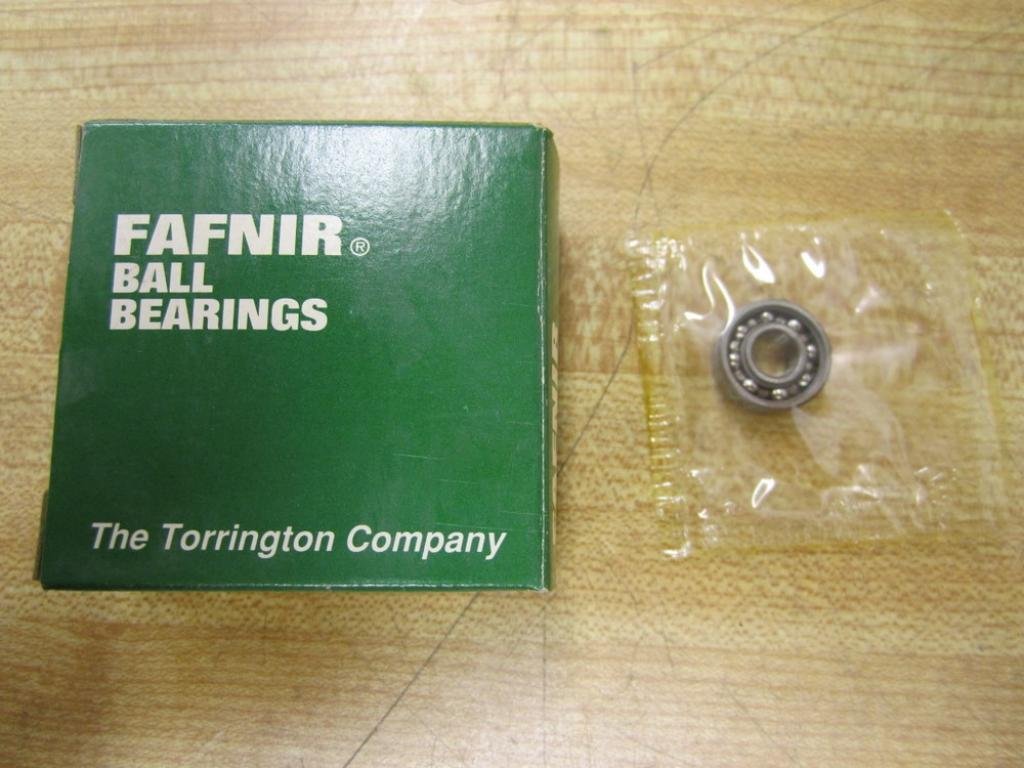 FAFNIR®
BALL
BEARINGS
The Torrington Company